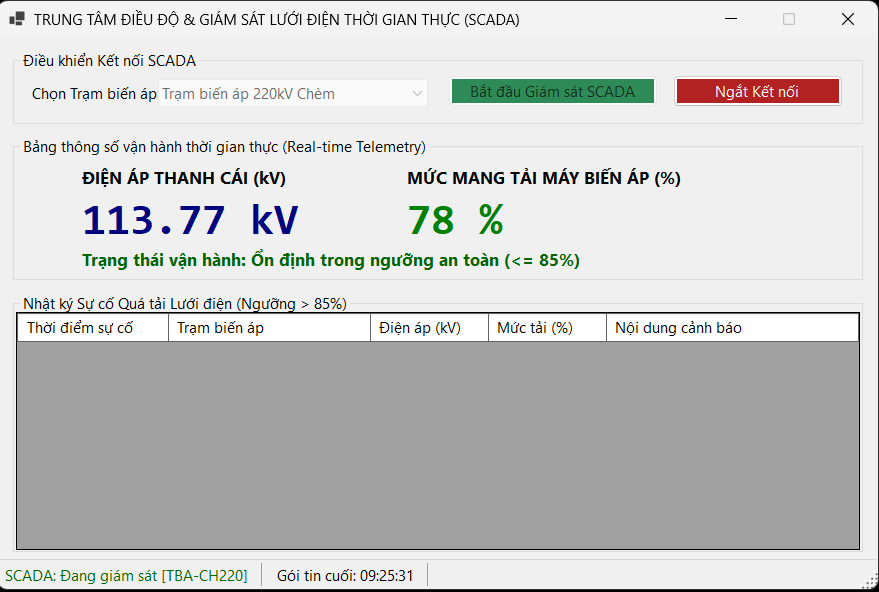 TRUNG TÂM ĐIỀU ĐỘ & GIÁM SÁT LƯỚI ĐIỆN THỜI GIAN THỰC (SCADA)
Điều khiển Kết nối SCADA
Chọn Trạm biến áp Trạm biến áp 220kV Chèm Bắt đầu Giám sát SCADA Ngắt Kết nối
Bảng thông số vận hành thời gian thực (Real-time Telemetry)
ĐIỆN ÁP THANH CÁI (kV) MỨC MANG TẢI MÁY BIẾN ÁP (%)
113.77 kV 78 %
Trạng thái vận hành: Ổn định trong ngưỡng an toàn (<= 85%)
Nhật ký Sự cố Quá tải Lưới điện (Ngưỡng > 85%)
Thời điểm sự cố Trạm biến áp Điện áp (kV) Mức tải (%) Nội dung cảnh báo
SCADA: Đang giám sát [TBA-CH220] Gói tin cuối: 09:25:31